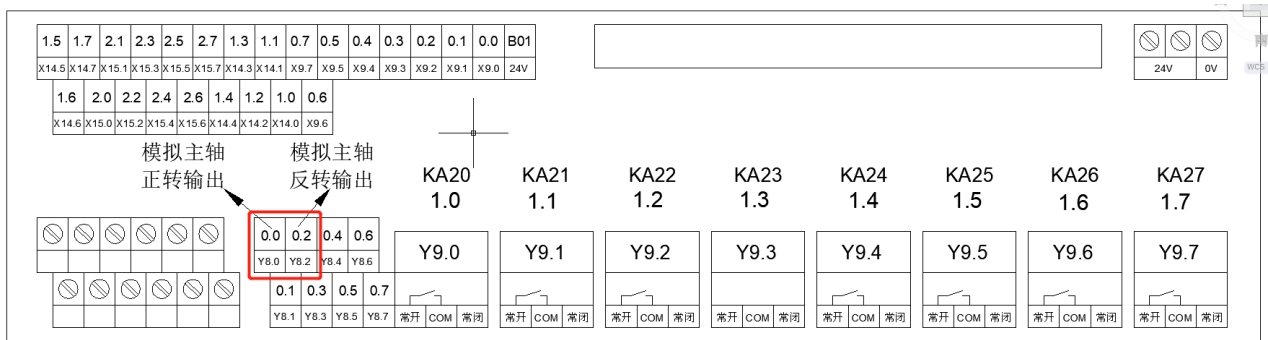 1.5 1.7 2.1 2.3 2.5 2.7 1.3 1.1 0.7 0.5 0.4 0.3 0.2 0.1 0.0 B01
X14.5 X14.7 X15.1 X15.3 X15.5 X15.7 X14.3 X14.1 X9.7 X9.5 X9.4 X9.3 X9.2 X9.1 X9.0 24V
24V 0V
WCS
1.6 2.0 2.2 2.4 2.6 1.4 1.2 1.0 0.6
X14.6 X15.0 X15.2 X15.4 X15.6 X14.4 X14.2 X14.0 X9.6
模拟主轴
正转输出
模拟主轴
反转输出
KA20 KA21 KA22 KA23 KA24 KA25 KA26 KA27
1.0 1.1 1.2 1.3 1.4 1.5 1.6 1.7
0.0 0.2 0.4 0.6
Y8.0 Y8.2 Y8.4 Y8.6
Y9.0 Y9.1 Y9.2 Y9.3 Y9.4 Y9.5 Y9.6 Y9.7
0.1 0.3 0.5 0.7
Y8.1 Y8.3 Y8.5 Y8.7
常开 COM 常闭 常开 COM 常闭 常开 COM 常闭 常开 COM 常闭 常开 COM 常闭 常开 COM 常闭 常开 COM 常闭 常开 COM 常闭